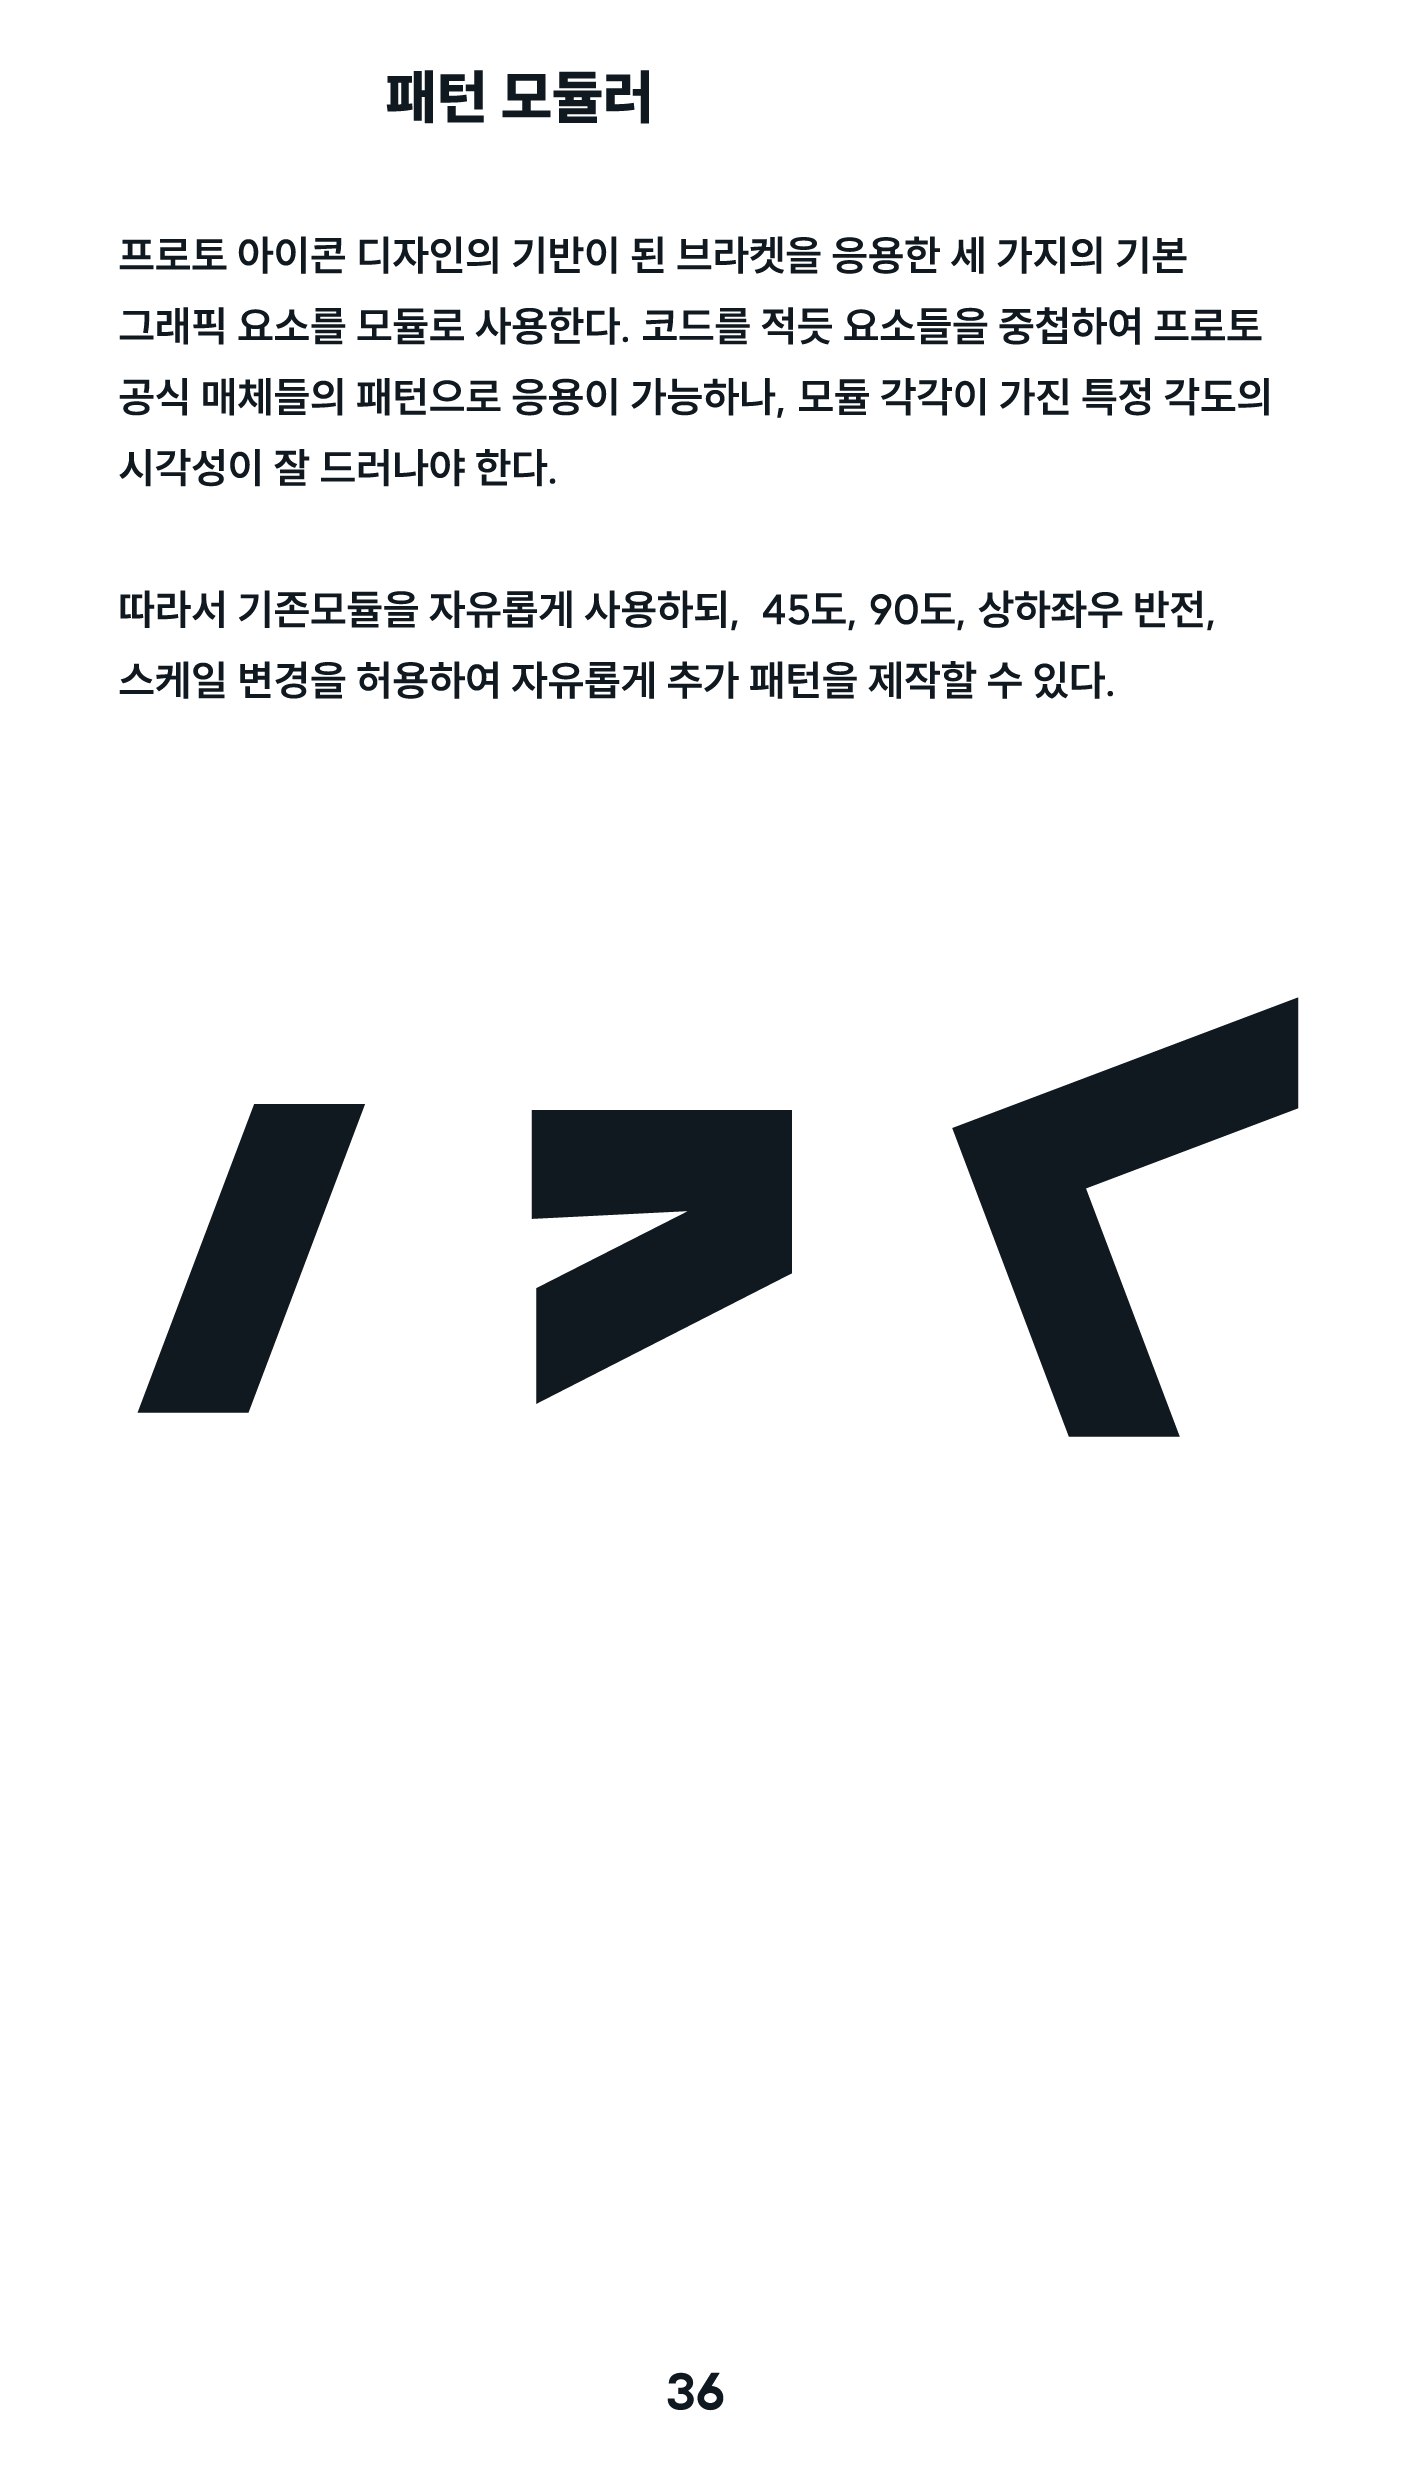 패턴 모듈러
프로토 아이콘 디자인의 기반이 된 브라켓을 응용한 세 가지의 기본
그래픽 요소를 모듈로 사용한다. 코드를 적듯 요소들을 중첩하여 프로토
공식 매체들의 패턴으로 응용이 가능하나, 모듈 각각이 가진 특정 각도의
시각성이 잘 드러나야 한다.
따라서 기존모듈을 자유롭게 사용하되,  45도, 90도, 상하좌우 반전,
스케일 변경을 허용하여 자유롭게 추가 패턴을 제작할 수 있다.
36